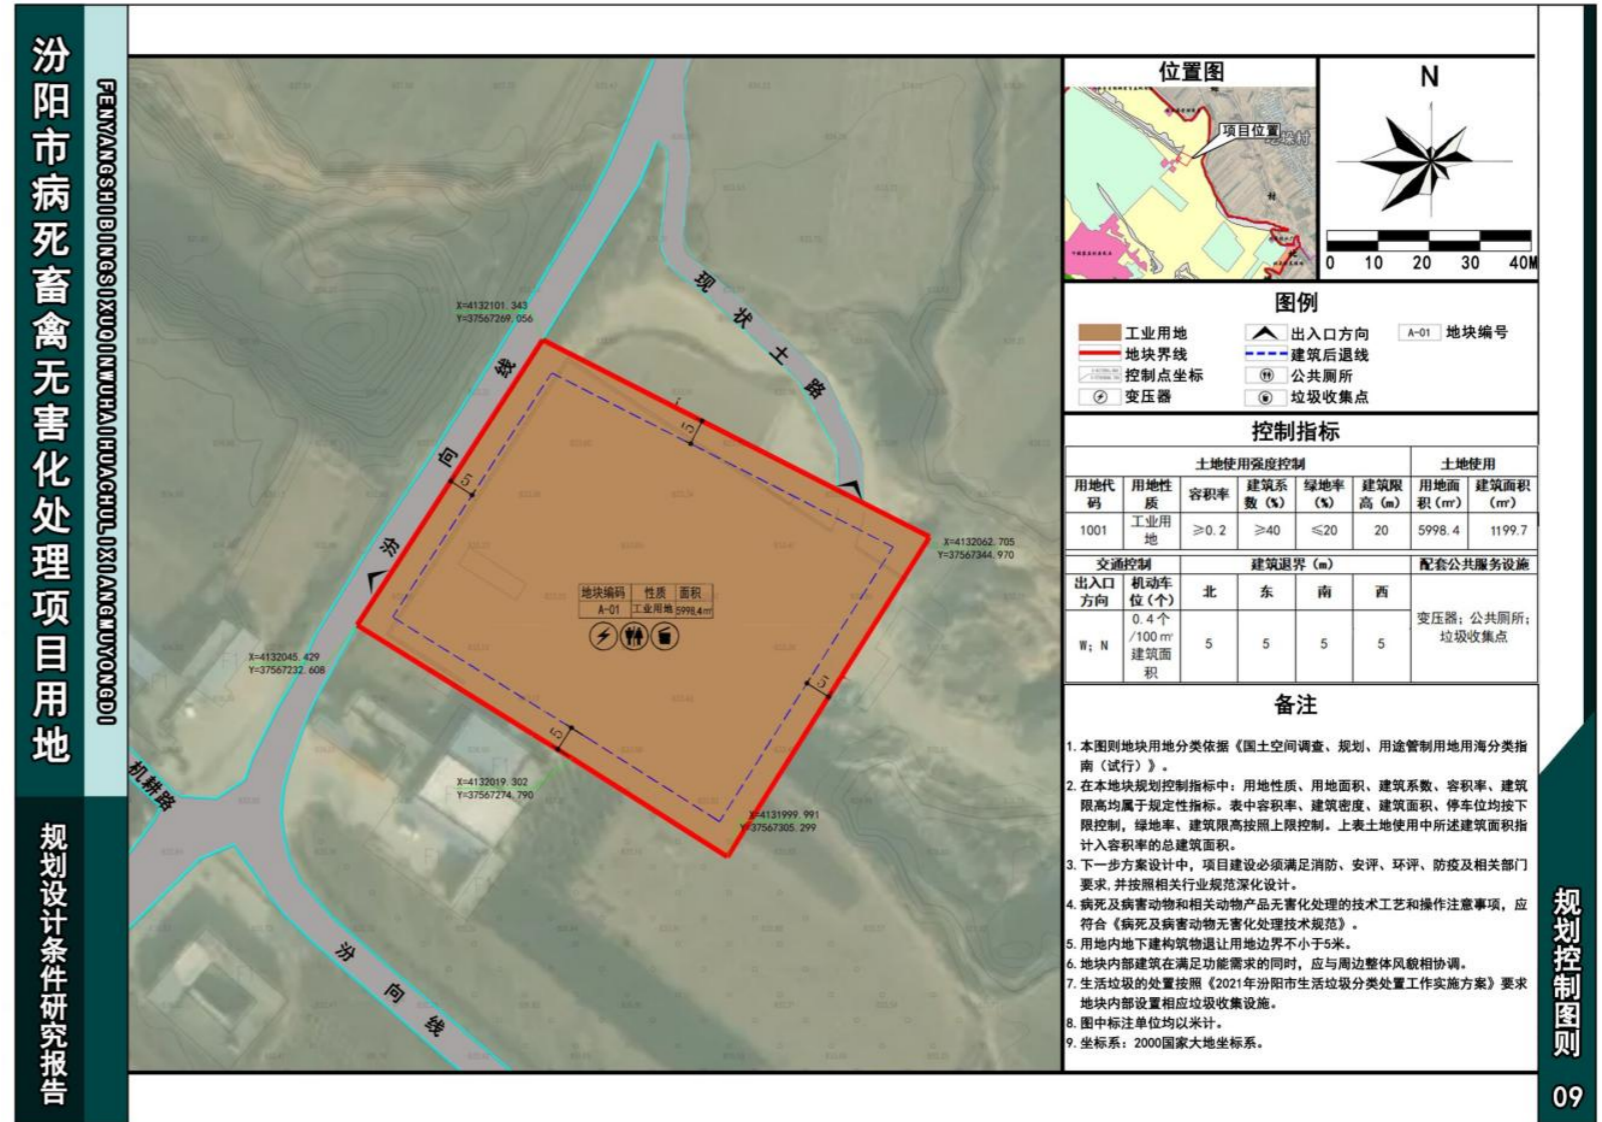 汾阳市病死畜禽无害化处理项目用地
FENYANGSHIBINGSIXUQINWUHAIHUACHULIXIANGMUYONGDI
规划设计条件研究报告
现状土路
汾向线
X=4132101.343
Y=37567269.056
X=4132062.705
Y=37567344.970
X=4132045.429
Y=37567232.608
X=4132019.302
Y=37567274.790
X=4131999.991
Y=37567305.299
5
5
5
5
地块编码 性质 面积
A-01 工业用地 5998.4㎡
机耕路
汾向线
位置图
项目位置
N
0 10 20 30 40M
图例
工业用地 出入口方向 A-01 地块编号
地块界线 建筑后退线
控制点坐标 公共厕所
变压器 垃圾收集点
控制指标
土地使用强度控制 土地使用
用地代码 用地性质 容积率 建筑系数(%) 绿地率(%) 建筑限高(m) 用地面积(㎡) 建筑面积(㎡)
1001 工业用地 ≥0.2 ≥40 ≤20 20 5998.4 1199.7
交通控制 建筑退界(m) 配套公共服务设施
出入口方向 机动车位(个) 北 东 南 西
W; N 0.4个/100㎡建筑面积 5 5 5 5 变压器；公共厕所；垃圾收集点
备注
1.本图则地块用地分类依据《国土空间调查、规划、用途管制用地用海分类指
南（试行）》。
2.在本地块规划控制指标中：用地性质、用地面积、建筑系数、容积率、建筑
限高均属于规定性指标。表中容积率、建筑密度、建筑面积、停车位均按下
限控制，绿地率、建筑限高按照上限控制。上表土地使用中所述建筑面积指
计入容积率的总建筑面积。
3.下一步方案设计中，项目建设必须满足消防、安评、环评、防疫及相关部门
要求,并按照相关行业规范深化设计。
4.病死及病害动物和相关动物产品无害化处理的技术工艺和操作注意事项，应
符合《病死及病害动物无害化处理技术规范》。
5.用地内地下建构筑物退让用地边界不小于5米。
6.地块内部建筑在满足功能需求的同时，应与周边整体风貌相协调。
7.生活垃圾的处置按照《2021年汾阳市生活垃圾分类处置工作实施方案》要求
地块内部设置相应垃圾收集设施。
8.图中标注单位均以米计。
9.坐标系：2000国家大地坐标系。
规划控制图则
09